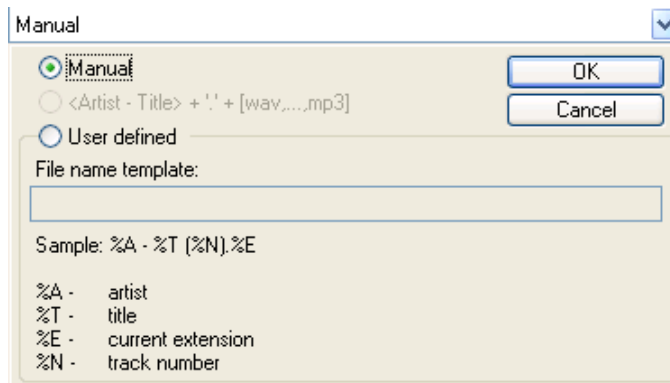 Manual
Manual
OK
<Artist - Title> + '.' + [wav,...,mp3]
Cancel
User defined
File name template:
Sample: %A - %T (%N).%E
%A - artist
%T - title
%E - current extension
%N - track number